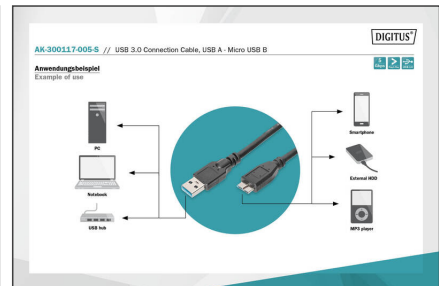 DIGITUS®
AK-300117-005-S // USB 3.0 Connection Cable, USB A - Micro USB B
Anwendungsbeispiel
Example of use
PC
Notebook
USB hub
Smartphone
External HDD
MP3 player